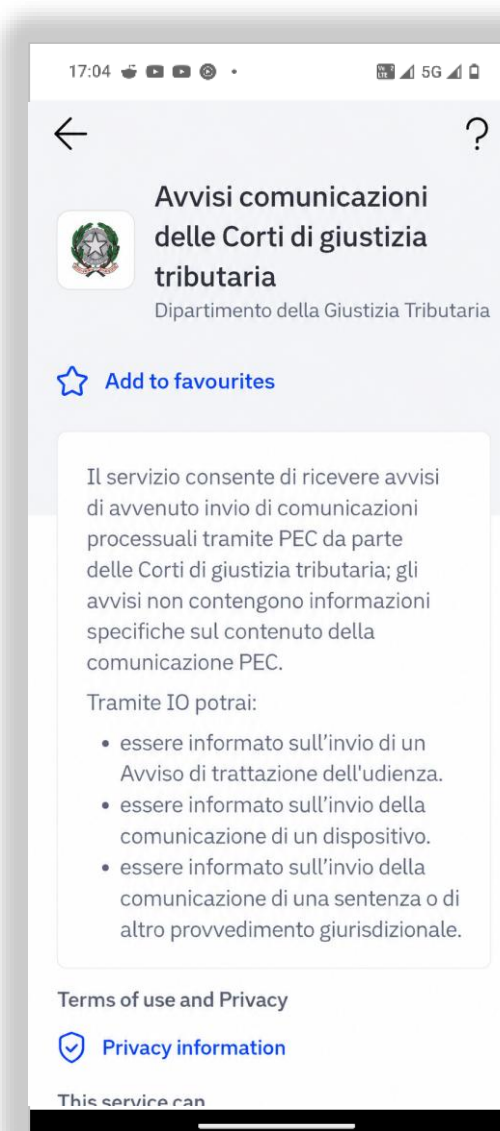 17:04
5G
?
Avvisi comunicazioni
delle Corti di giustizia
tributaria
Dipartimento della Giustizia Tributaria
Add to favourites
Il servizio consente di ricevere avvisi
di avvenuto invio di comunicazioni
processuali tramite PEC da parte
delle Corti di giustizia tributaria; gli
avvisi non contengono informazioni
specifiche sul contenuto della
comunicazione PEC.
Tramite IO potrai:
• essere informato sull'invio di un
Avviso di trattazione dell'udienza.
• essere informato sull'invio della
comunicazione di un dispositivo.
• essere informato sull'invio della
comunicazione di una sentenza o di
altro provvedimento giurisdizionale.
Terms of use and Privacy
Privacy information
This service can